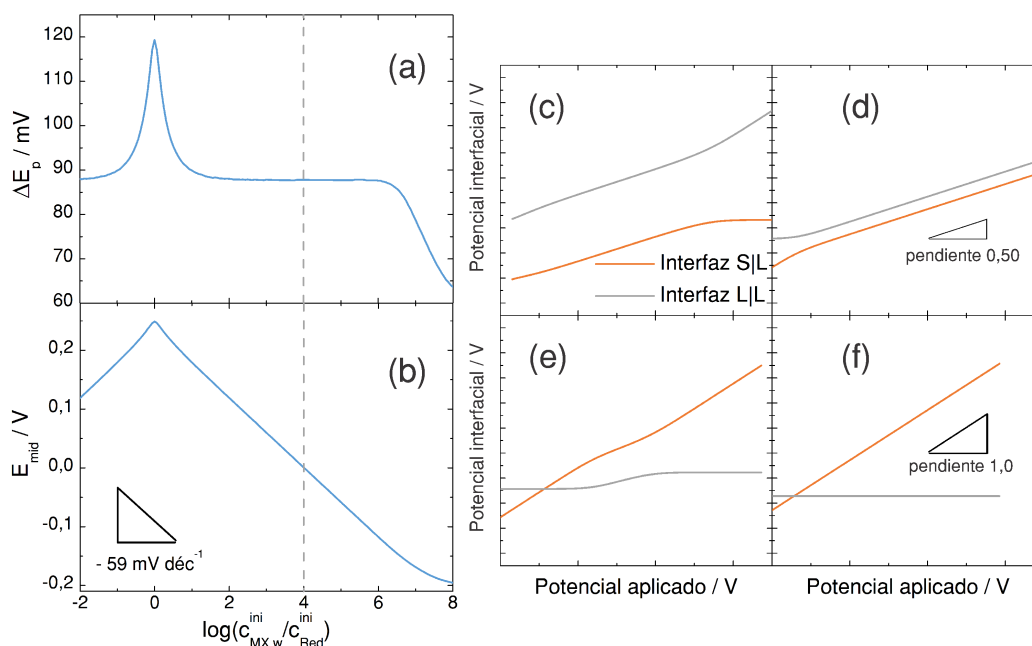 120
110
100
90
80
70
60
ΔE_p / mV
(a)
0,2
0,1
0,0
-0,1
-0,2
E_mid / V
(b)
- 59 mV déc⁻¹
-2 0 2 4 6 8
log(c^ini_MX,w/c^ini_Red)
Potencial interfacial / V
(c)
Interfaz S|L
Interfaz L|L
(d)
pendiente 0,50
Potencial interfacial / V
(e)
(f)
pendiente 1,0
Potencial aplicado / V
Potencial aplicado / V